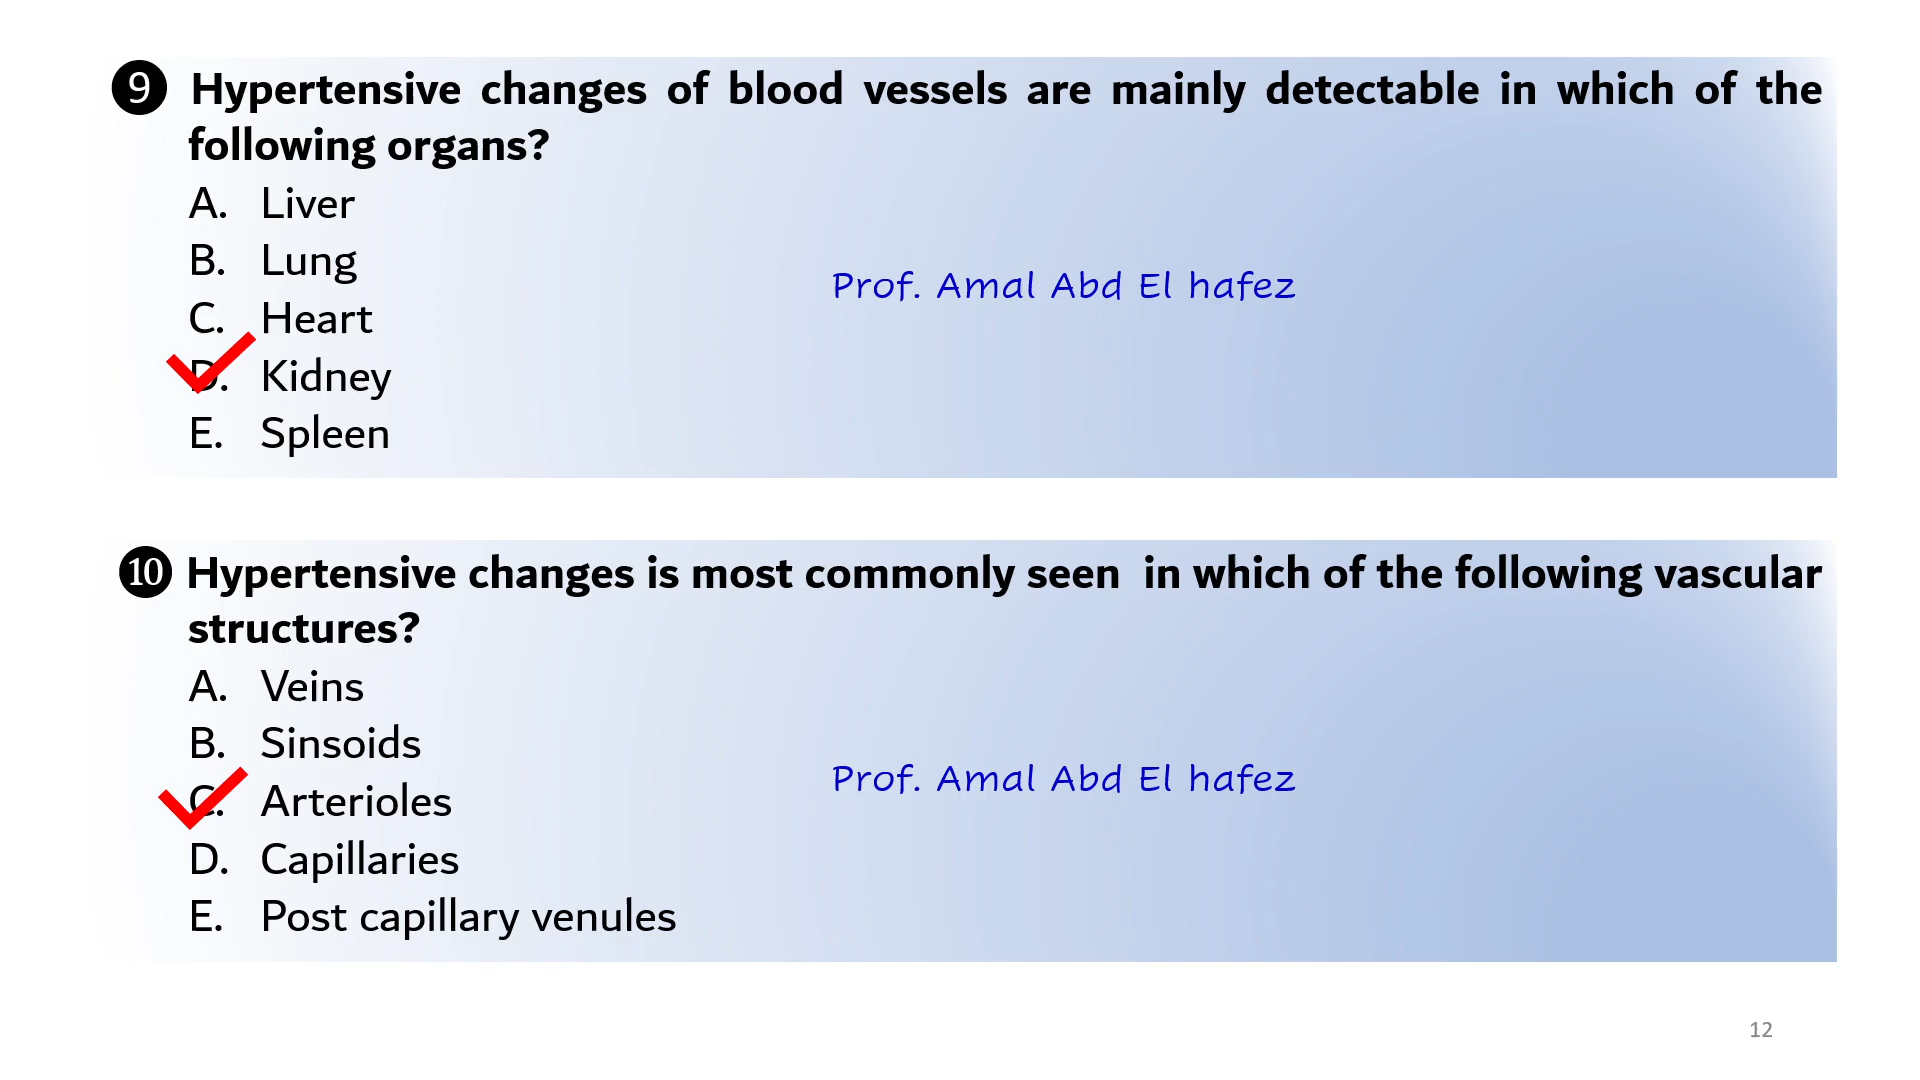 ❾ Hypertensive changes of blood vessels are mainly detectable in which of the
following organs?
A. Liver
B. Lung
Prof. Amal Abd El hafez
C. Heart
D. Kidney
E. Spleen
❿ Hypertensive changes is most commonly seen in which of the following vascular
structures?
A. Veins
B. Sinsoids
Prof. Amal Abd El hafez
C. Arterioles
D. Capillaries
E. Post capillary venules
12